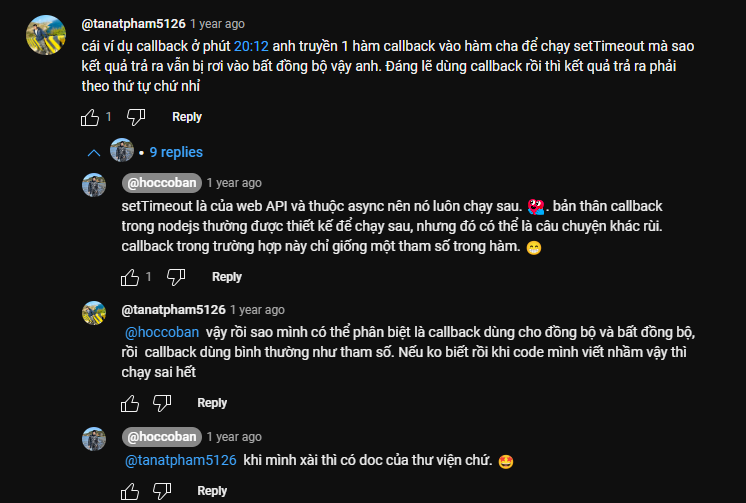 @tanatpham5126 1 year ago
cái ví dụ callback ở phút 20:12 anh truyền 1 hàm callback vào hàm cha để chạy setTimeout mà sao
kết quả trả ra vẫn bị rơi vào bất đồng bộ vậy anh. Đáng lẽ dùng callback rồi thì kết quả trả ra phải
theo thứ tự chứ nhỉ
1 Reply
• 9 replies
@hoccoban 1 year ago
setTimeout là của web API và thuộc async nên nó luôn chạy sau. . bản thân callback
trong nodejs thường được thiết kế để chạy sau, nhưng đó có thể là câu chuyện khác rùi.
callback trong trường hợp này chỉ giống một tham số trong hàm. 😁
1 Reply
@tanatpham5126 1 year ago
@hoccoban vậy rồi sao mình có thể phân biệt là callback dùng cho đồng bộ và bất đồng bộ,
rồi callback dùng bình thường như tham số. Nếu ko biết rồi khi code mình viết nhầm vậy thì
chạy sai hết
Reply
@hoccoban 1 year ago
@tanatpham5126 khi mình xài thì có doc của thư viện chứ. 🤩
Reply